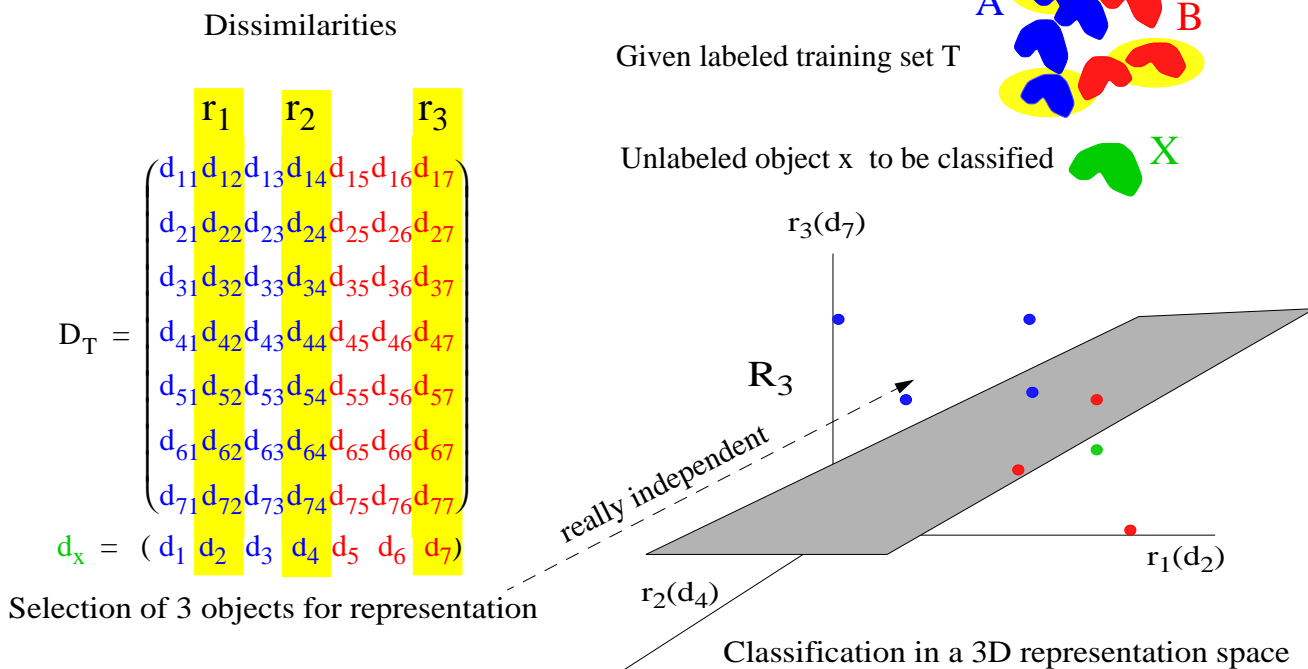 Dissimilarities
A
B
Given labeled training set T
r1 r2 r3
Unlabeled object x to be classified
X
d11 d12 d13 d14 d15 d16 d17
d21 d22 d23 d24 d25 d26 d27
d31 d32 d33 d34 d35 d36 d37
DT = d41 d42 d43 d44 d45 d46 d47
d51 d52 d53 d54 d55 d56 d57
d61 d62 d63 d64 d65 d66 d67
d71 d72 d73 d74 d75 d76 d77
dx = ( d1 d2 d3 d4 d5 d6 d7)
Selection of 3 objects for representation
r3(d7)
R3
really independent
r1(d2)
r2(d4)
Classification in a 3D representation space